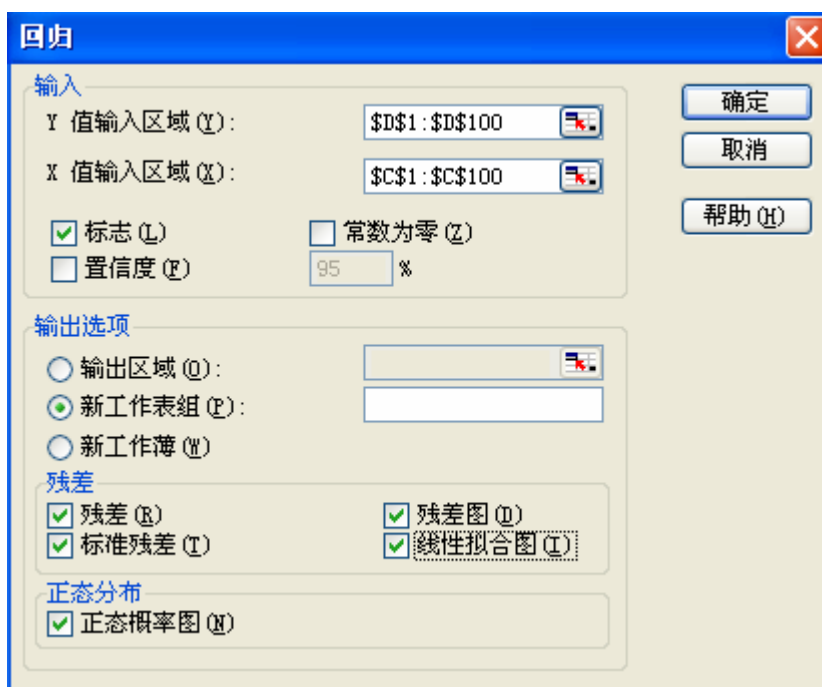 回归
输入
Y 值输入区域(Y): $D$1:$D$100
X 值输入区域(X): $C$1:$C$100
标志(L) 常数为零(Z)
置信度(F) 95 %
输出选项
输出区域(O):
新工作表组(P):
新工作薄(W)
残差
残差(R) 残差图(D)
标准残差(T) 线性拟合图(I)
正态分布
正态概率图(N)
确定
取消
帮助(H)